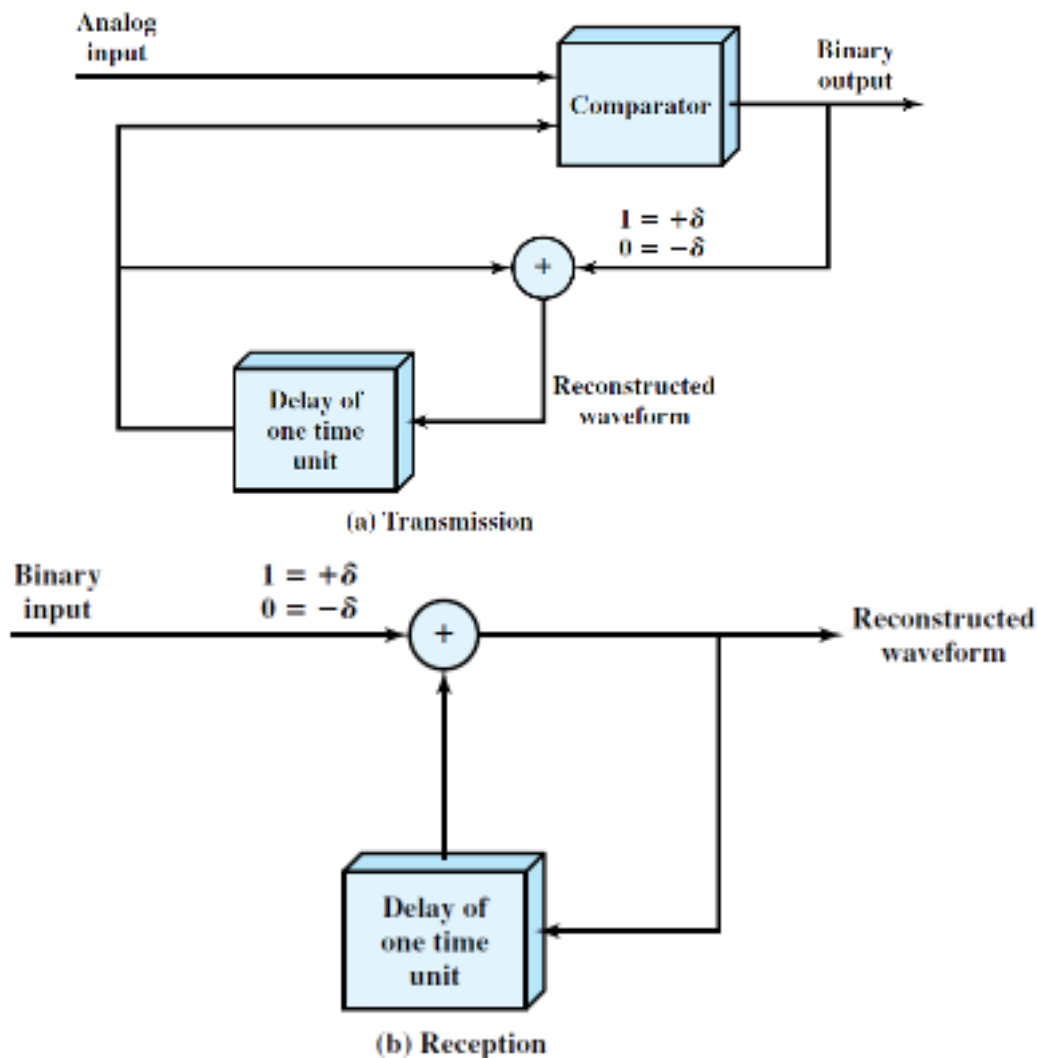 Analog
input
Comparator
Binary
output
1 = +δ
0 = −δ
+
Delay of
one time
unit
Reconstructed
waveform
(a) Transmission
Binary
input
1 = +δ
0 = −δ
+
Reconstructed
waveform
Delay of
one time
unit
(b) Reception